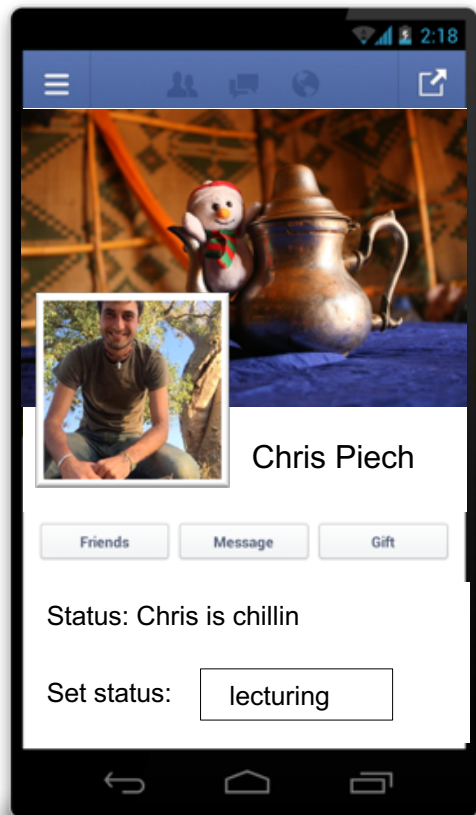 2:18
Chris Piech
Friends Message Gift
Status: Chris is chillin
Set status: lecturing